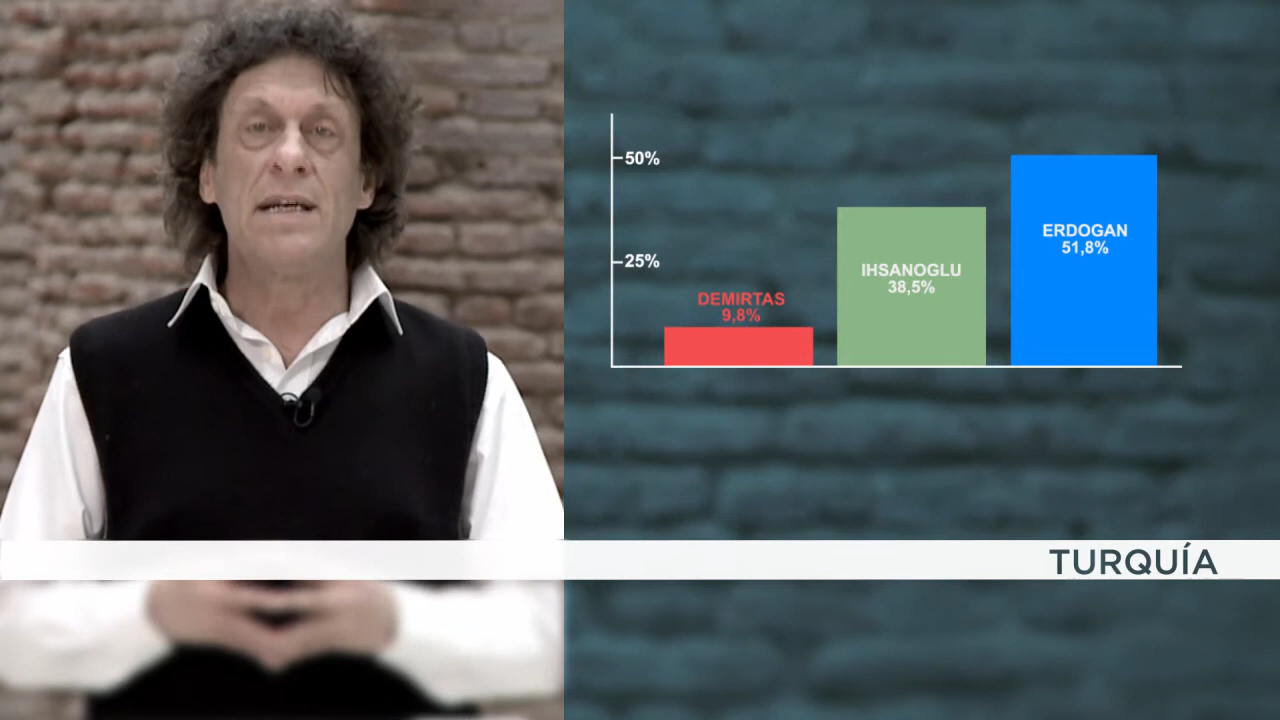 50%
25%
DEMIRTAS
9,8%
IHSANOGLU
38,5%
ERDOGAN
51,8%
TURQUÍA